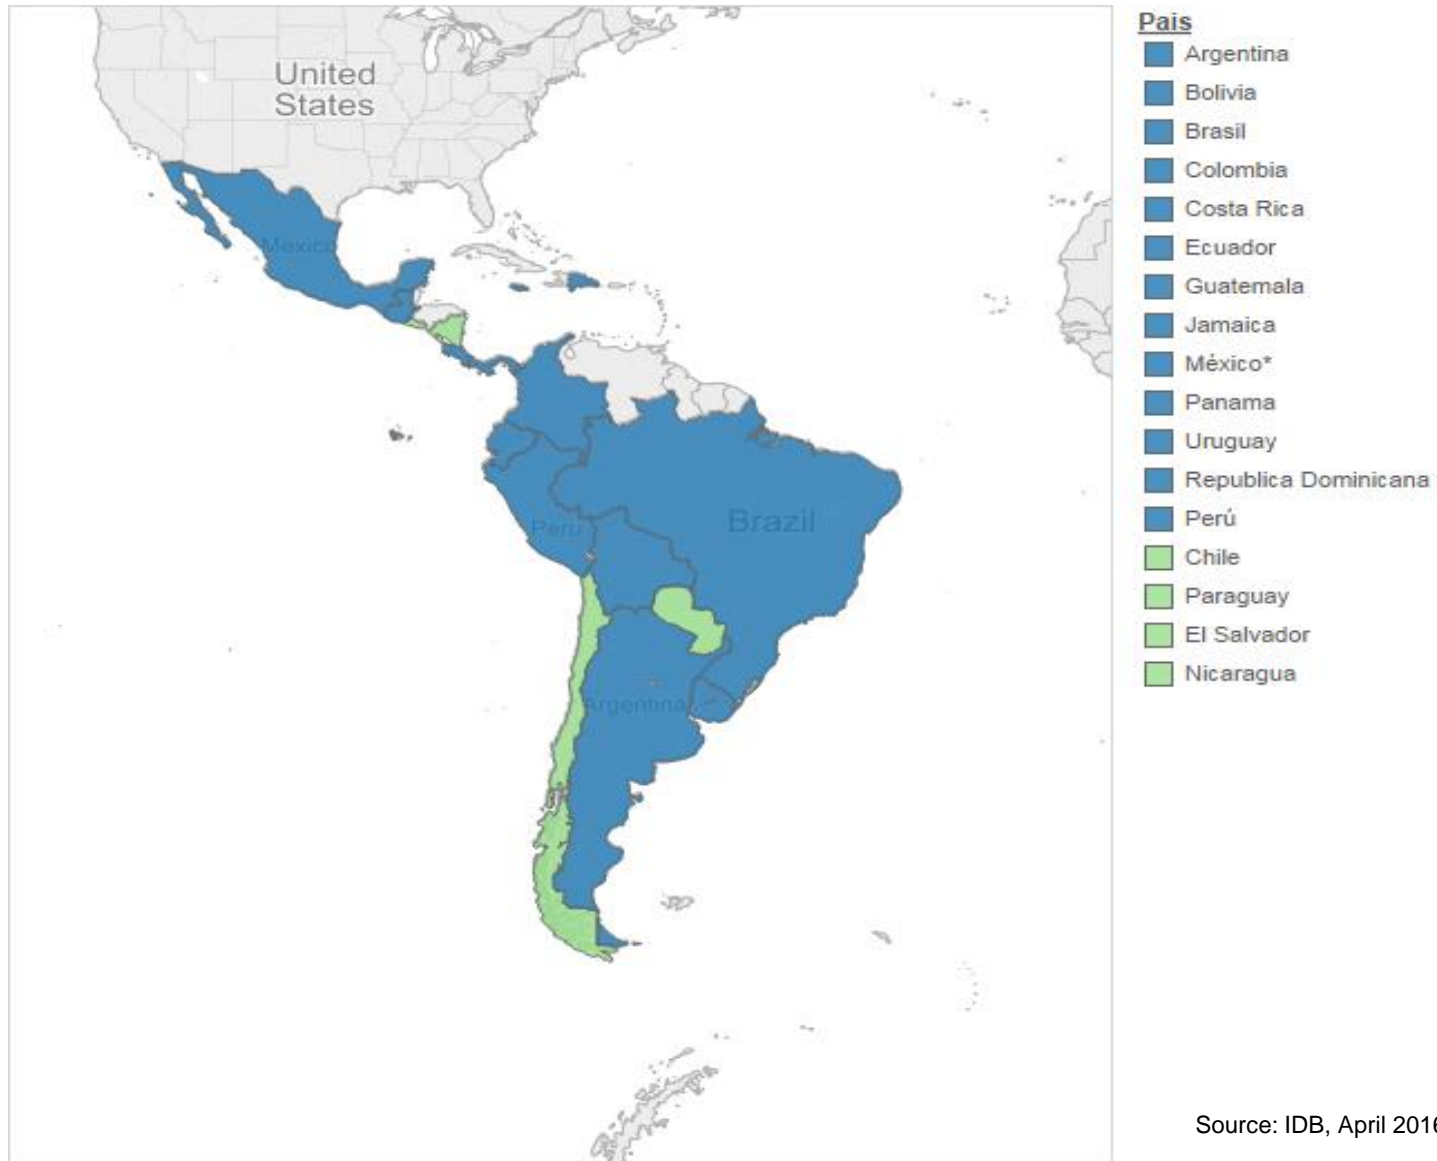 United
States
Mexico
Peru
Brazil
Argentina
Pais
Argentina
Bolivia
Brasil
Colombia
Costa Rica
Ecuador
Guatemala
Jamaica
México*
Panama
Uruguay
Republica Dominicana
Perú
Chile
Paraguay
El Salvador
Nicaragua
Source: IDB, April 2016